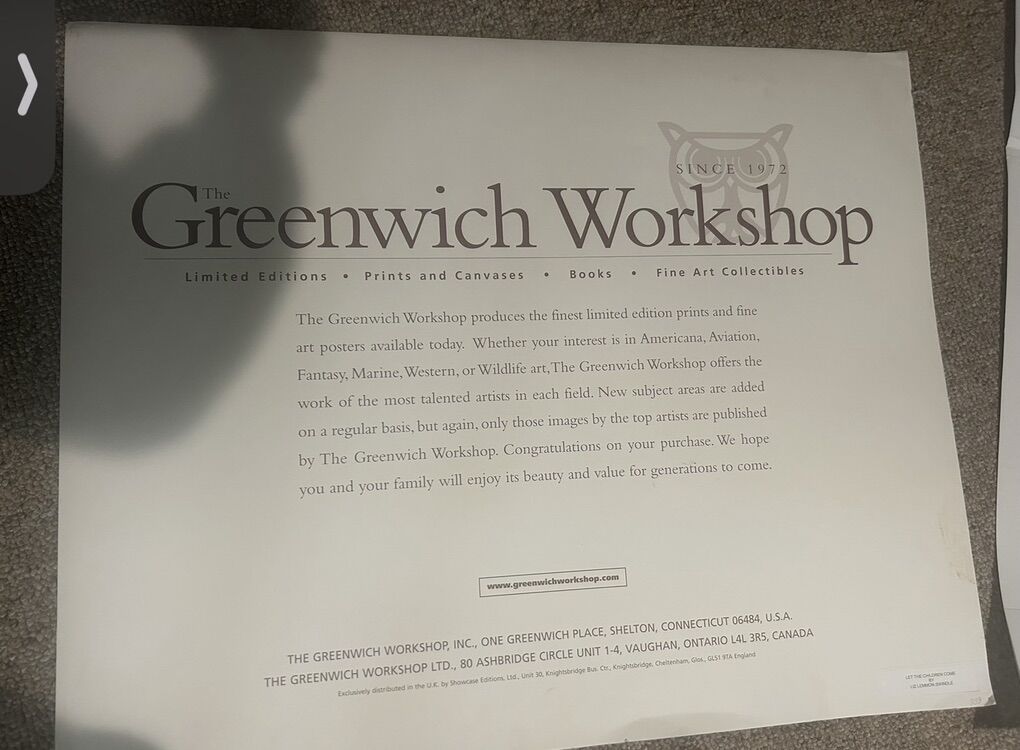 SINCE 1972
The
Greenwich Workshop
Limited Editions • Prints and Canvases • Books • Fine Art Collectibles
The Greenwich Workshop produces the finest limited edition prints and fine
art posters available today. Whether your interest is in Americana, Aviation,
Fantasy, Marine, Western, or Wildlife art, The Greenwich Workshop offers the
work of the most talented artists in each field. New subject areas are added
on a regular basis, but again, only those images by the top artists are published
by The Greenwich Workshop. Congratulations on your purchase. We hope
you and your family will enjoy its beauty and value for generations to come.
www.greenwichworkshop.com
THE GREENWICH WORKSHOP, INC., ONE GREENWICH PLACE, SHELTON, CONNECTICUT 06484, U.S.A.
THE GREENWICH WORKSHOP LTD., 80 ASHBRIDGE CIRCLE UNIT 1-4, VAUGHAN, ONTARIO L4L 3R5, CANADA
Exclusively distributed in the U.K. by Showcase Editions, Ltd., Unit 30, Knightsbridge Bus. Ctr., Knightsbridge, Cheltenham, Glos., GL51 9TA England
LET THE CHILDREN COME
BY
LIZ LEMMON SWINDLE